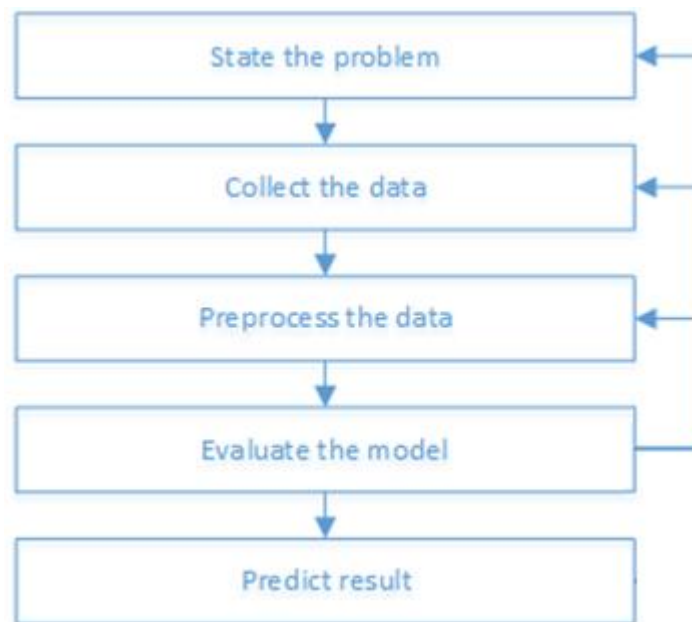 State the problem
Collect the data
Preprocess the data
Evaluate the model
Predict result